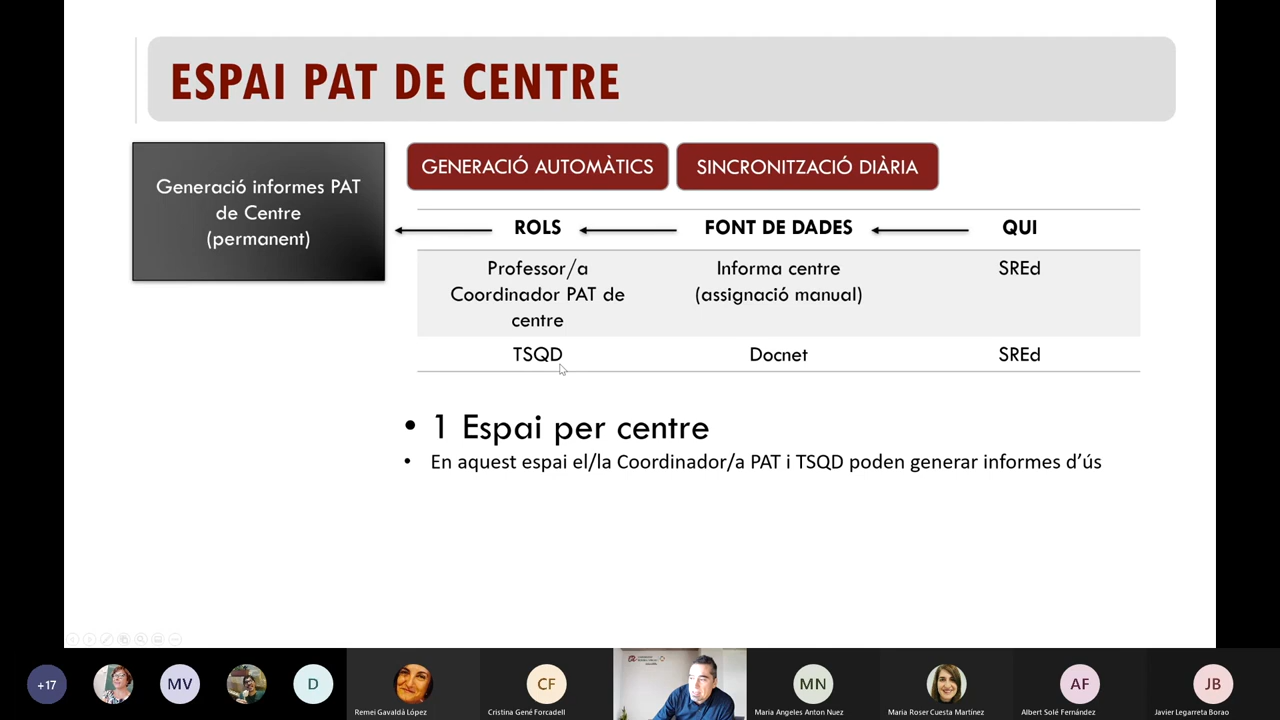 ESPAI PAT DE CENTRE
Generació informes PAT
de Centre
(permanent)
GENERACIÓ AUTOMÀTICS
SINCRONITZACIÓ DIÀRIA
ROLS
FONT DE DADES
QUI
Professor/a
Coordinador PAT de
centre
Informa centre
(assignació manual)
SREd
TSQD
Docnet
SREd
• 1 Espai per centre
• En aquest espai el/la Coordinador/a PAT i TSQD poden generar informes d’ús
+17
MV
D
Remei Gavaldà López
CF
Cristina Gené Forcadell
MN
Maria Angeles Anton Nuez
Maria Roser Cuesta Martínez
AF
Albert Solé Fernández
JB
Javier Legarreta Borao